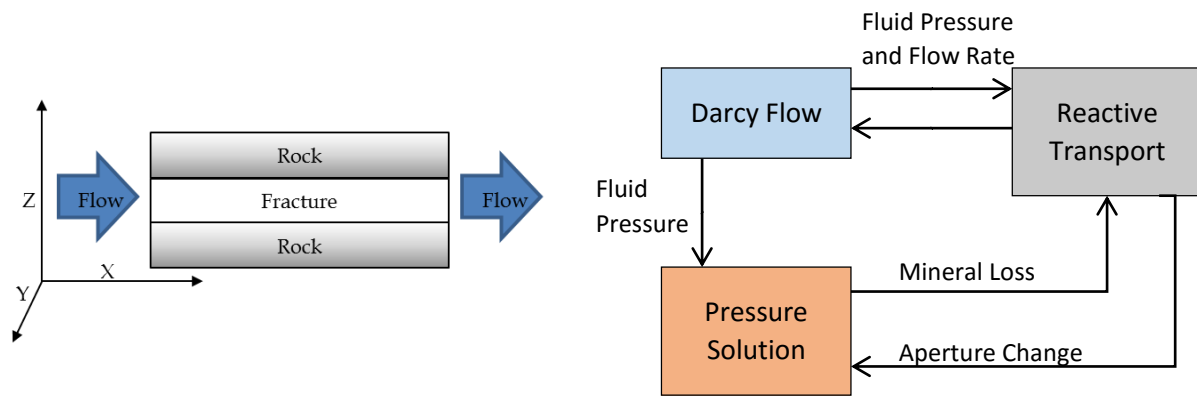 Z
Flow
Rock
Fracture
Rock
Flow
X
Y
Fluid Pressure
and Flow Rate
Darcy Flow
Reactive
Transport
Fluid
Pressure
Mineral Loss
Pressure
Solution
Aperture Change